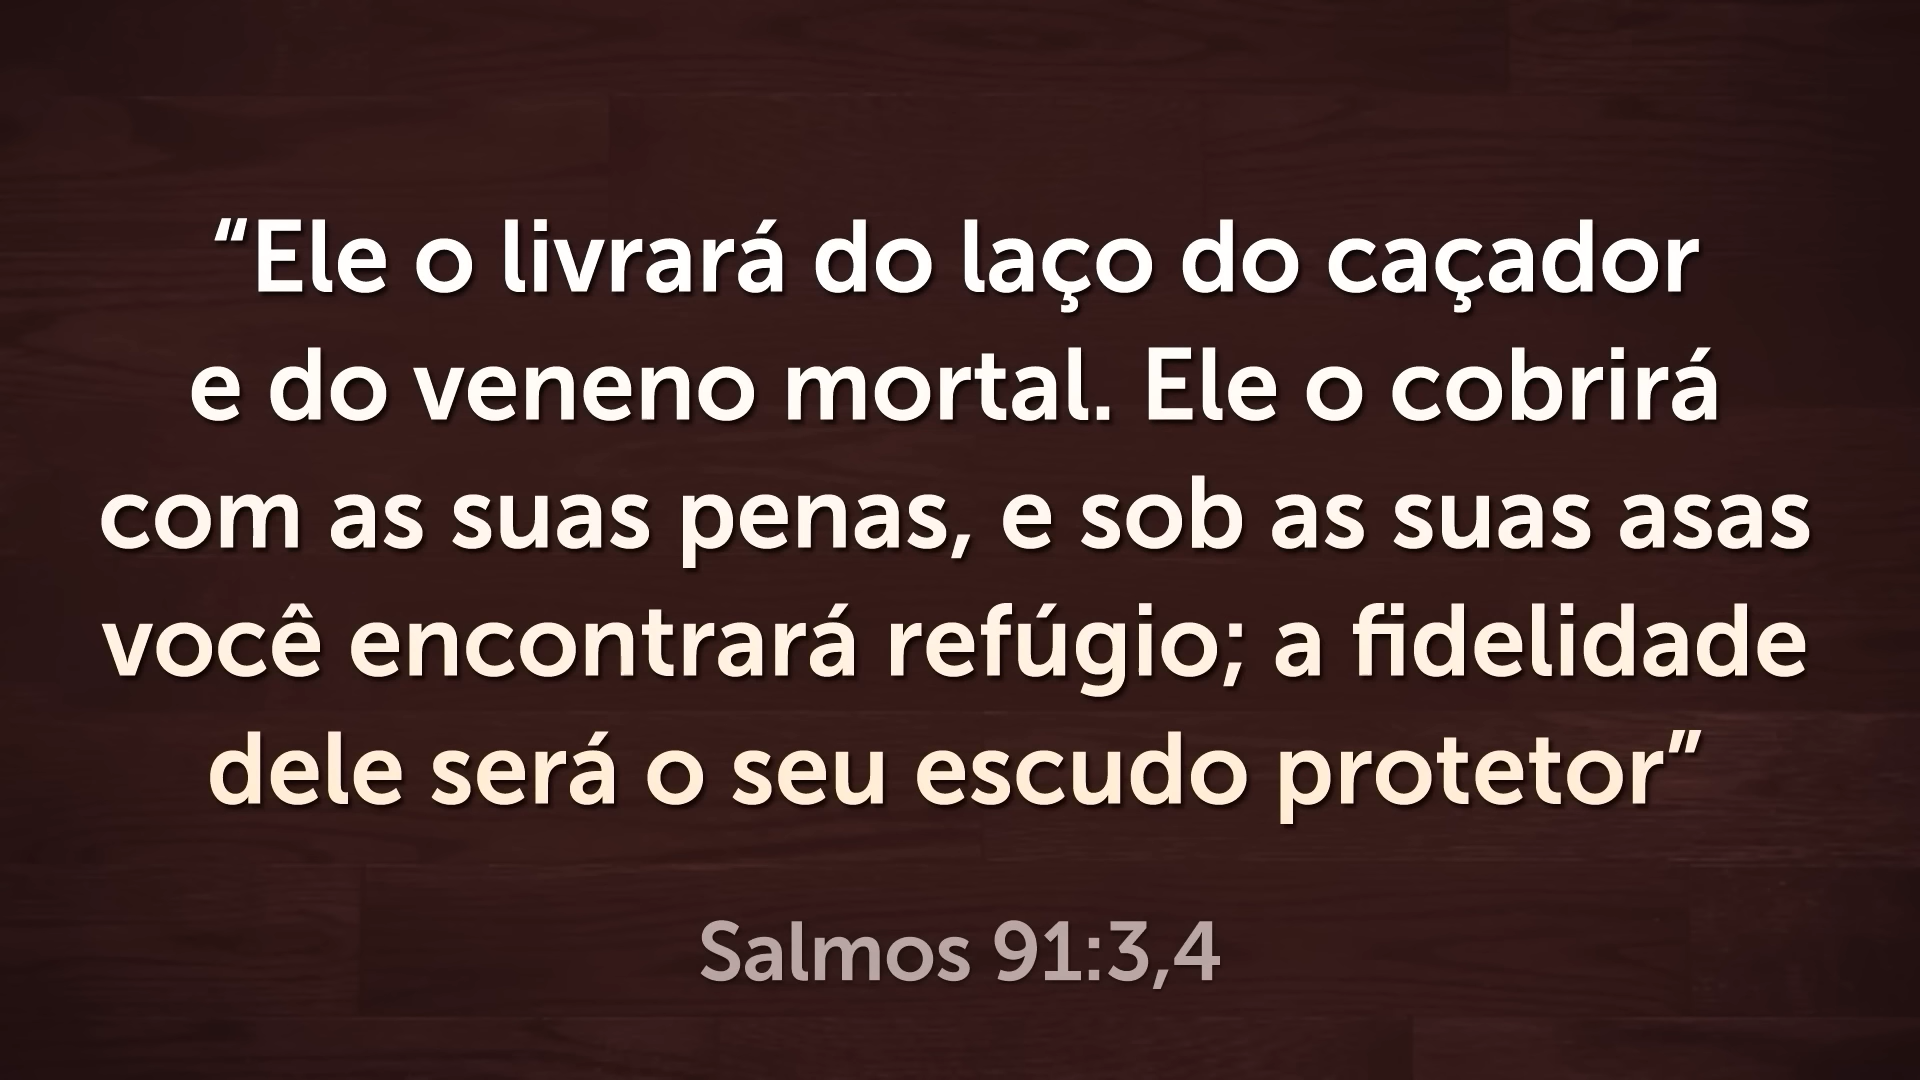 “Ele o livrará do laço do caçador
e do veneno mortal. Ele o cobrirá
com as suas penas, e sob as suas asas
você encontrará refúgio; a fidelidade
dele será o seu escudo protetor”
Salmos 91:3,4